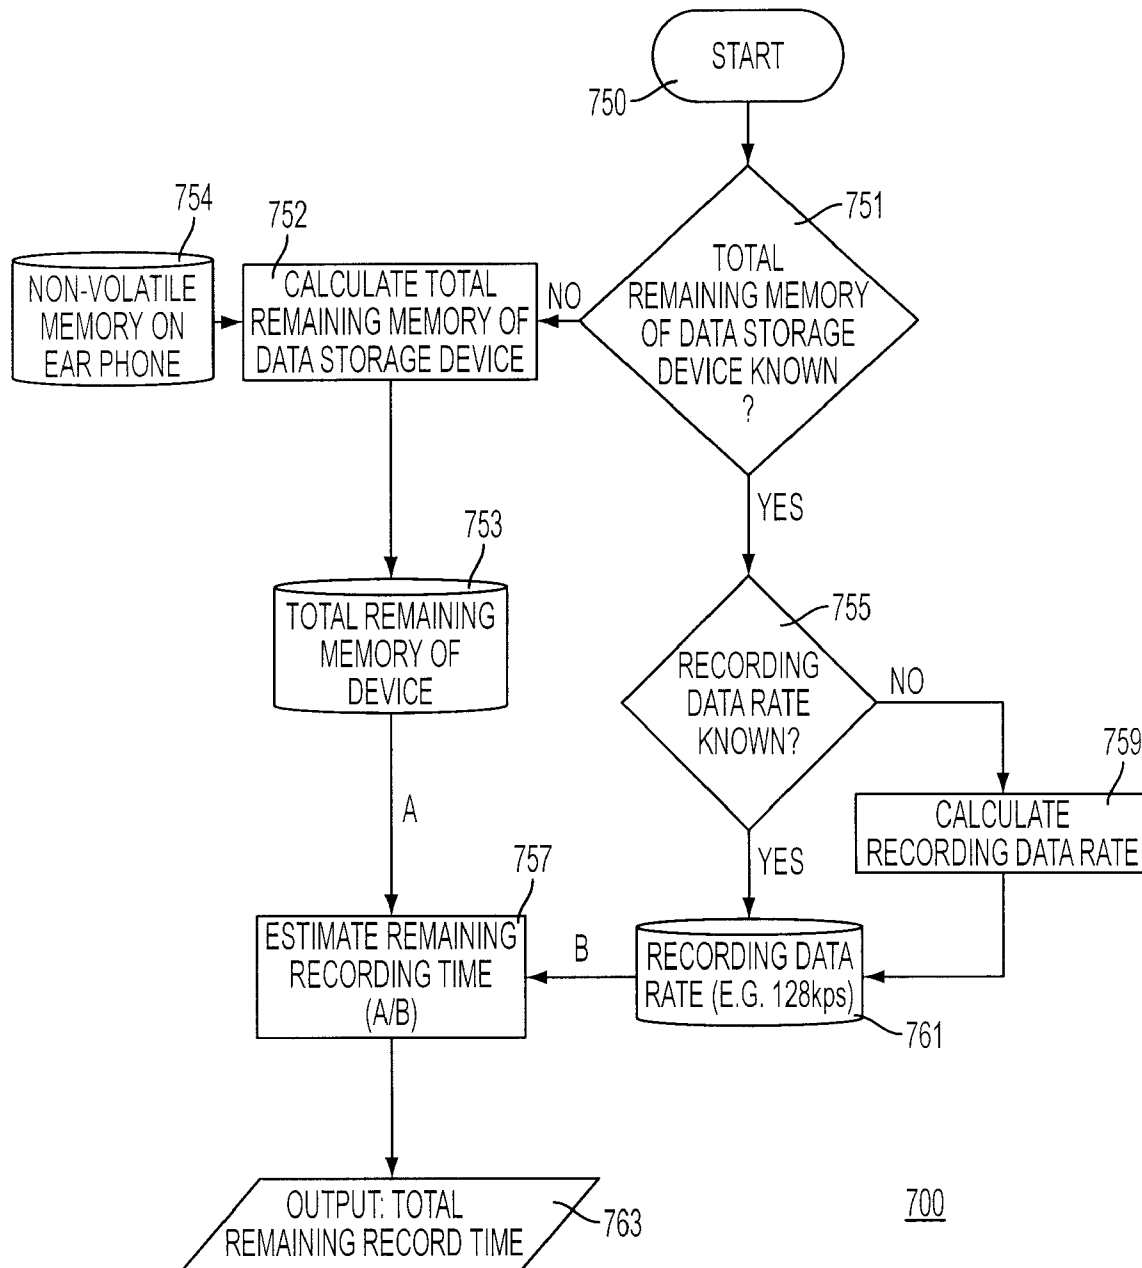 START
750
751
TOTAL
REMAINING MEMORY
OF DATA STORAGE
DEVICE KNOWN
?
NO
YES
752
CALCULATE TOTAL
REMAINING MEMORY OF
DATA STORAGE DEVICE
754
NON-VOLATILE
MEMORY ON
EAR PHONE
753
TOTAL REMAINING
MEMORY OF
DEVICE
A
755
RECORDING
DATA RATE
KNOWN?
NO
YES
759
CALCULATE
RECORDING DATA RATE
RECORDING DATA
RATE (E.G. 128kps)
761
B
757
ESTIMATE REMAINING
RECORDING TIME
(A/B)
OUTPUT: TOTAL
REMAINING RECORD TIME
763
700